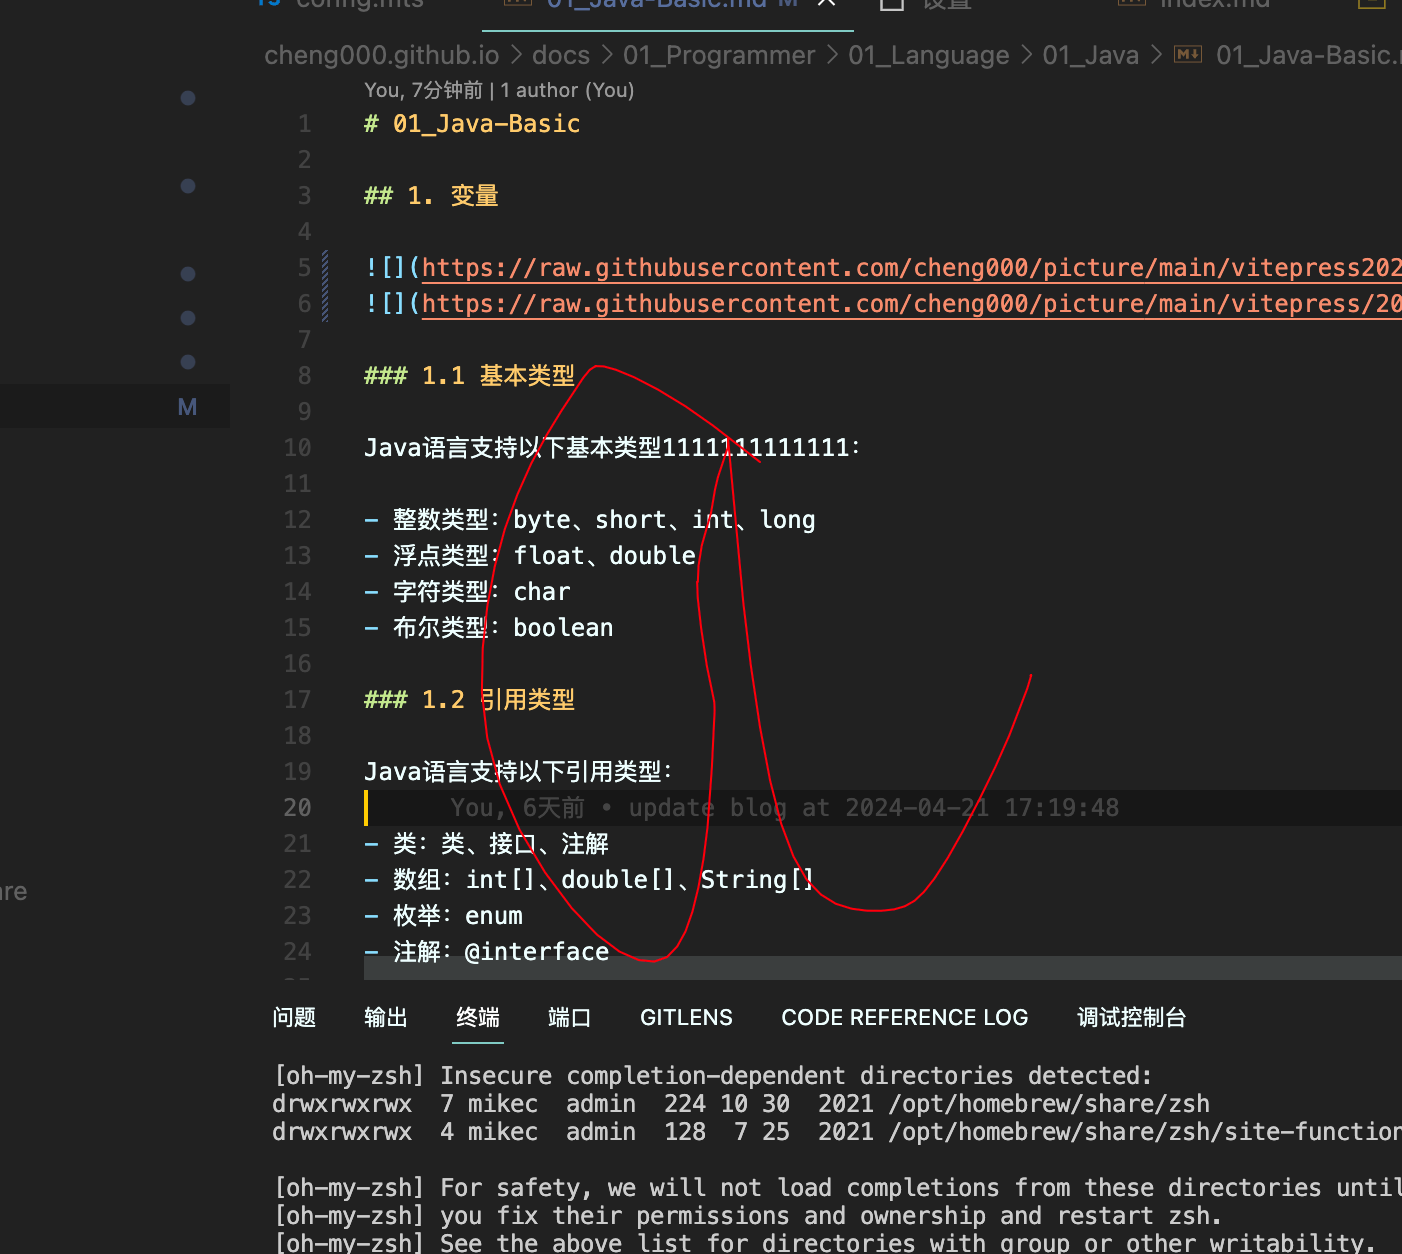 config.mts 01_Java-Basic.md M 设置 index.md
cheng000.github.io > docs > 01_Programmer > 01_Language > 01_Java > 01_Java-Basic.
You, 7分钟前 | 1 author (You)
1 # 01_Java-Basic
2
3 ## 1. 变量
4
5 ![](https://raw.githubusercontent.com/cheng000/picture/main/vitepress202
6 ![](https://raw.githubusercontent.com/cheng000/picture/main/vitepress/20
7
8 ### 1.1 基本类型
9
M
10 Java语言支持以下基本类型1111111111111:
11
12 - 整数类型: byte、short、int、long
13 - 浮点类型: float、double
14 - 字符类型: char
15 - 布尔类型: boolean
16
17 ### 1.2 引用类型
18
19 Java语言支持以下引用类型:
20 You, 6天前 • update blog at 2024-04-21 17:19:48
21 - 类: 类、接口、注解
22 - 数组: int[]、double[]、String[]
23 - 枚举: enum
24 - 注解: @interface
问题 输出 终端 端口 GITLENS CODE REFERENCE LOG 调试控制台
[oh-my-zsh] Insecure completion-dependent directories detected:
drwxrwxrwx 7 mikec admin 224 10 30 2021 /opt/homebrew/share/zsh
drwxrwxrwx 4 mikec admin 128 7 25 2021 /opt/homebrew/share/zsh/site-function
[oh-my-zsh] For safety, we will not load completions from these directories until
[oh-my-zsh] you fix their permissions and ownership and restart zsh.
[oh-my-zsh] See the above list for directories with group or other writability.